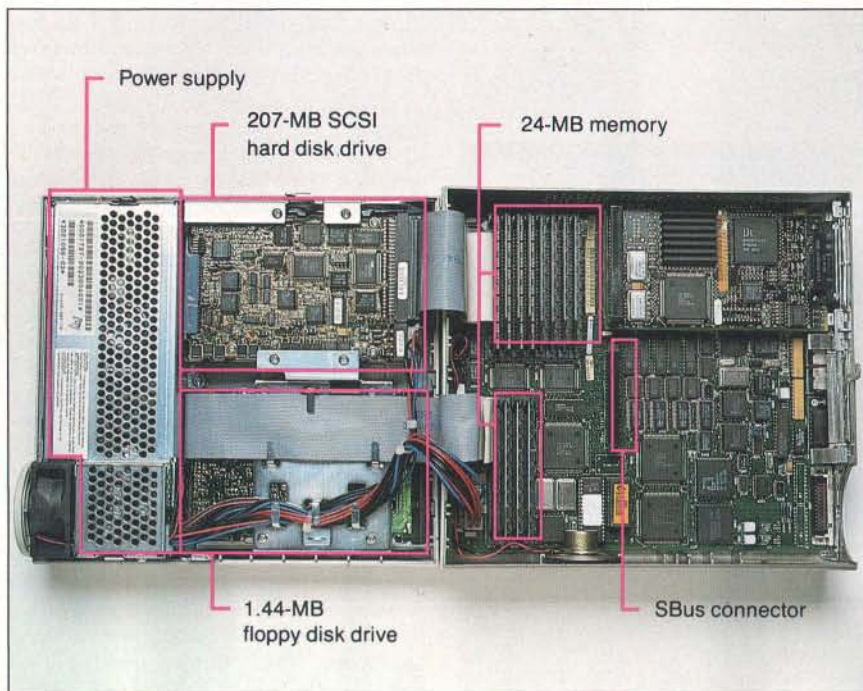 Power supply
207-MB SCSI
hard disk drive
24-MB memory
1.44-MB
floppy disk drive
SBus connector